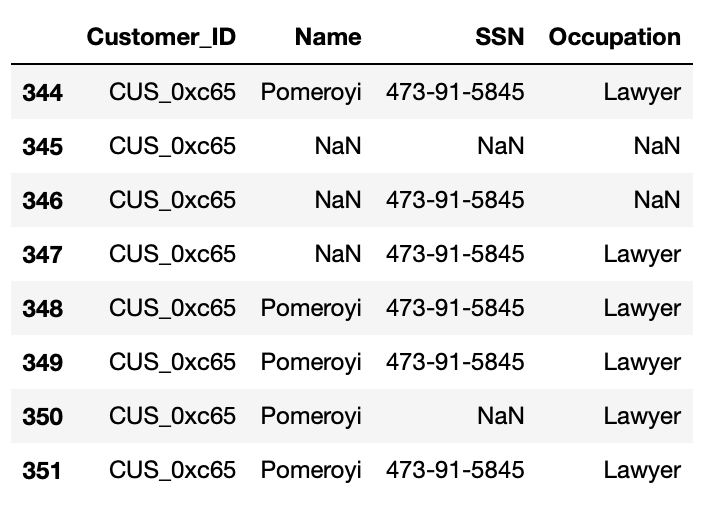 Customer_ID Name SSN Occupation
344 CUS_0xc65 Pomeroyi 473-91-5845 Lawyer
345 CUS_0xc65 NaN NaN NaN
346 CUS_0xc65 NaN 473-91-5845 NaN
347 CUS_0xc65 NaN 473-91-5845 Lawyer
348 CUS_0xc65 Pomeroyi 473-91-5845 Lawyer
349 CUS_0xc65 Pomeroyi 473-91-5845 Lawyer
350 CUS_0xc65 Pomeroyi NaN Lawyer
351 CUS_0xc65 Pomeroyi 473-91-5845 Lawyer